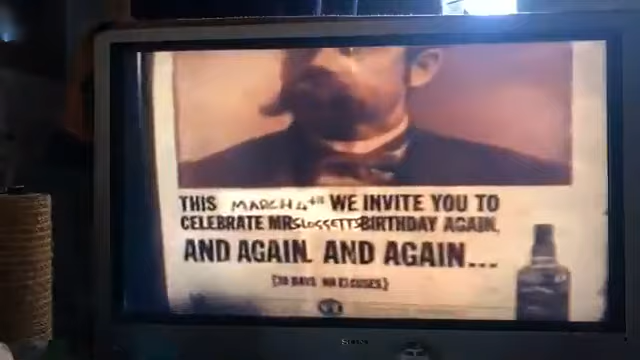 THIS MARCH 4TH WE INVITE YOU TO
CELEBRATE MR SLOGGETTS BIRTHDAY AGAIN,
AND AGAIN. AND AGAIN...
(30 DAYS. NO EXCUSES.)